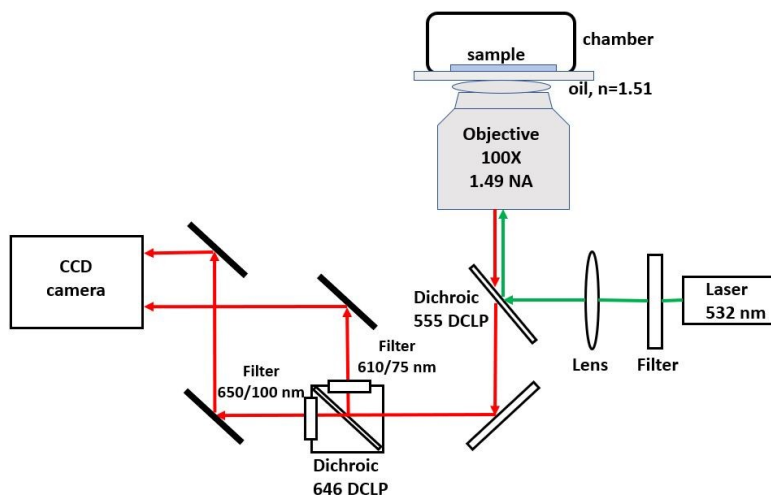 chamber
sample
oil, n=1.51
Objective
100X
1.49 NA
CCD
camera
Dichroic
555 DCLP
Laser
532 nm
Lens
Filter
Filter
610/75 nm
Filter
650/100 nm
Dichroic
646 DCLP